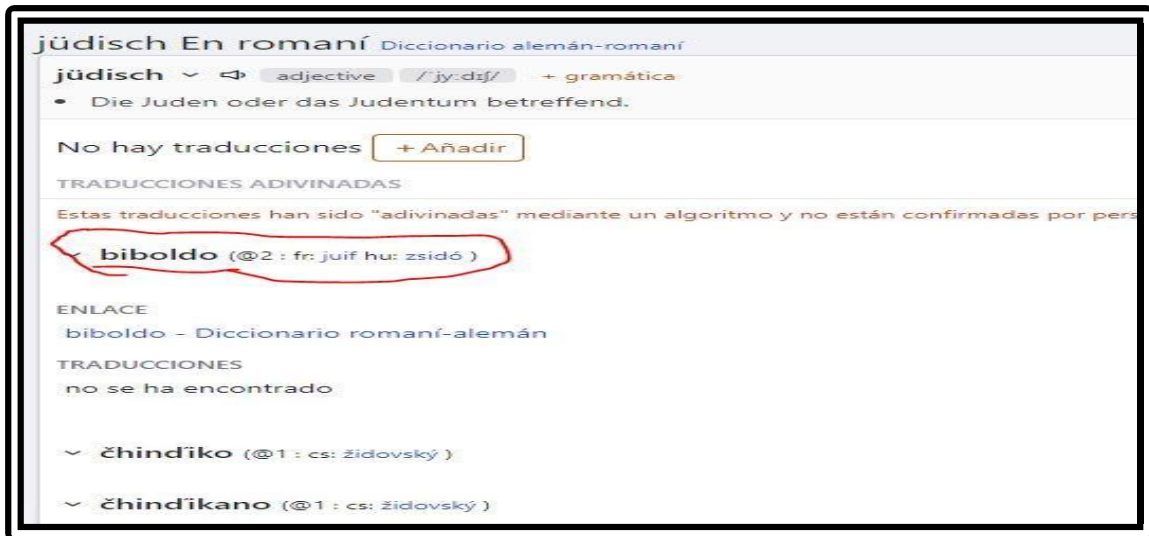 jüdisch En romaní Diccionario alemán-romaní
jüdisch adjective /ˈjyːdɪʃ/ + gramática
• Die Juden oder das Judentum betreffend.
No hay traducciones + Añadir
TRADUCCIONES ADIVINADAS
Estas traducciones han sido "adivinadas" mediante un algoritmo y no están confirmadas por pers
biboldo (@2 : fr: juif hu: zsidó )
ENLACE
biboldo - Diccionario romaní-alemán
TRADUCCIONES
no se ha encontrado
čhinďiko (@1 : cs: židovský )
čhinďikano (@1 : cs: židovský )